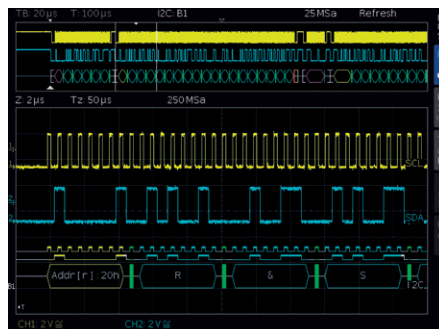 TB: 20µs T: 100µs I2C: B1 25MSa Refresh
Z: 2µs Tz: 50µs 250MSa
SCL
SDA
Addr[r]: 20h R & S I2C
B1
CH1: 2V CH2: 2V